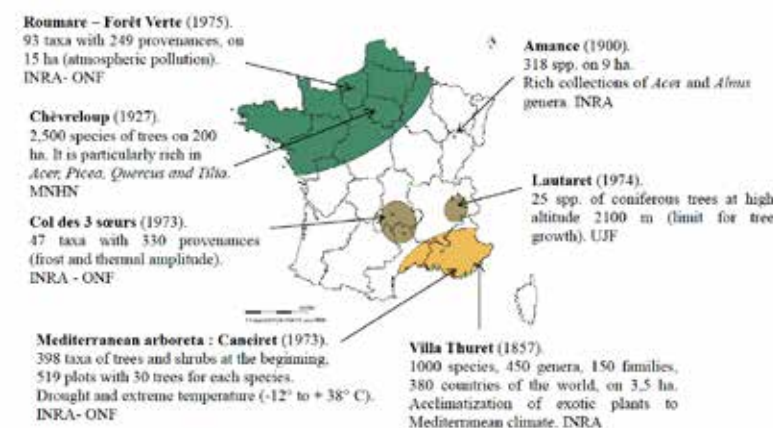 Roumare – Forêt Verte (1975).
93 taxa with 249 provenances, on
15 ha (atmospheric pollution).
INRA- ONF
Chèvreloup (1927).
2,500 species of trees on 200
ha. It is particularly rich in
Acer, Picea, Quercus and Tilia.
MNHN
Col des 3 sœurs (1973).
47 taxa with 330 provenances
(frost and thermal amplitude).
INRA - ONF
Mediterranean arboreta : Caneiret (1973).
398 taxa of trees and shrubs at the beginning,
519 plots with 30 trees for each species.
Drought and extreme temperature (-12° to + 38° C).
INRA- ONF
Amance (1900).
318 spp. on 9 ha.
Rich collections of Acer and Alnus
genera. INRA
Lautaret (1974).
25 spp. of coniferous trees at high
altitude 2100 m (limit for tree
growth). UJF
Villa Thuret (1857).
1000 species, 450 genera, 150 families,
380 countries of the world, on 3,5 ha.
Acclimatization of exotic plants to
Mediterranean climate. INRA